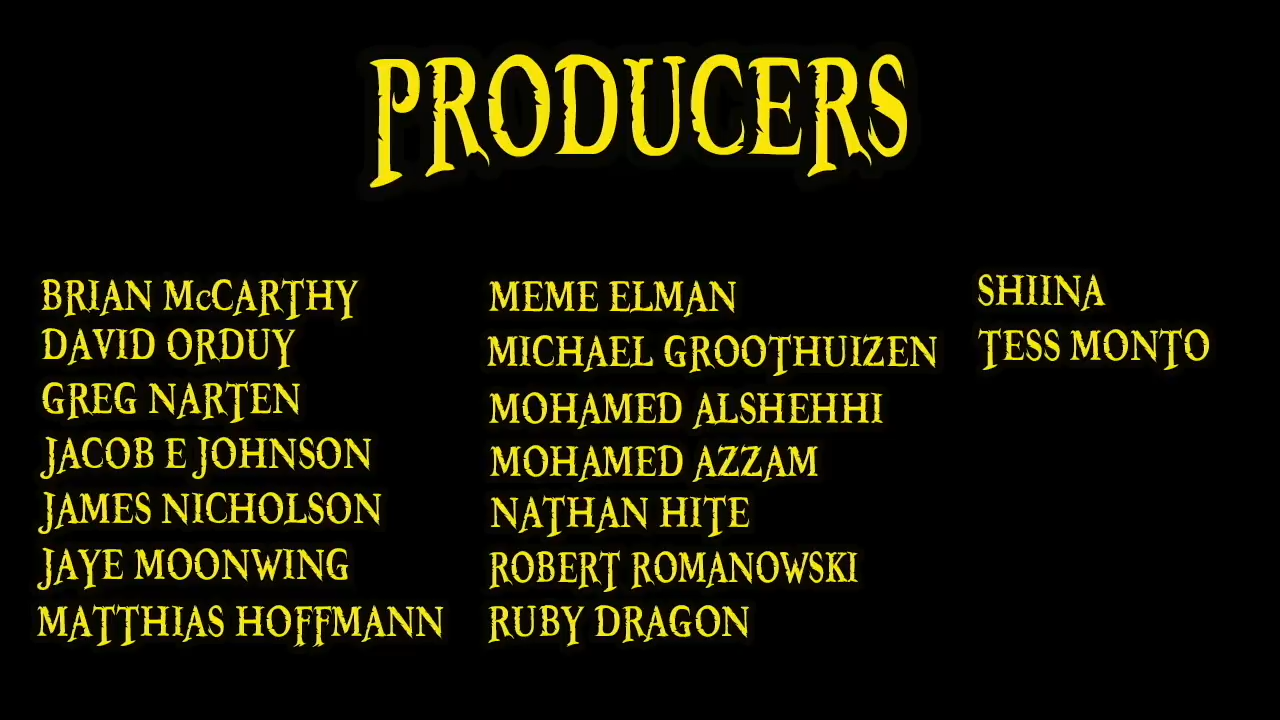 PRODUCERS
BRIAN McCARTHY
DAVID ORDUY
GREG NARTEN
JACOB E JOHNSON
JAMES NICHOLSON
JAYE MOONWING
MATTHIAS HOFFMANN
MEME ELMAN
MICHAEL GROOTHUIZEN
MOHAMED ALSHEHHI
MOHAMED AZZAM
NATHAN HITE
ROBERT ROMANOWSKI
RUBY DRAGON
SHIINA
TESS MONTO